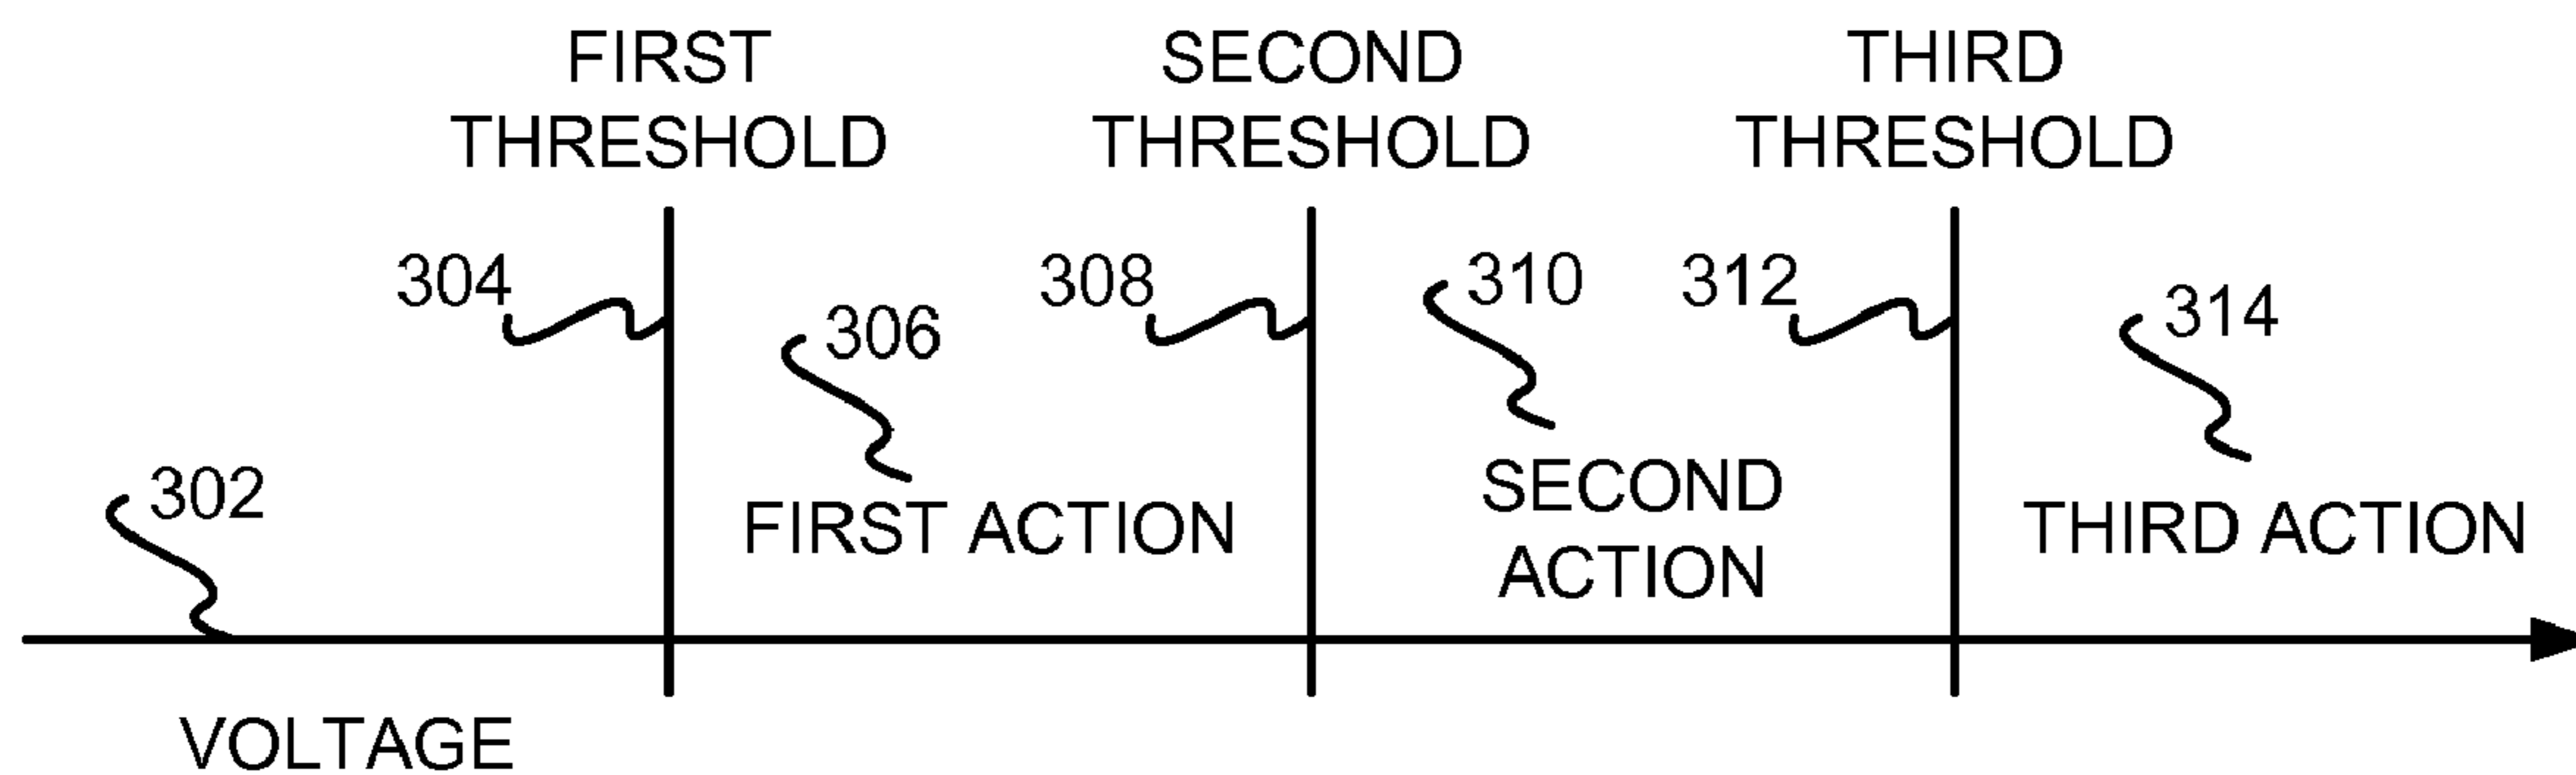 FIRST
THRESHOLD
SECOND
THRESHOLD
THIRD
THRESHOLD
304
306
308
310
312
314
302
FIRST ACTION
SECOND
ACTION
THIRD ACTION
VOLTAGE